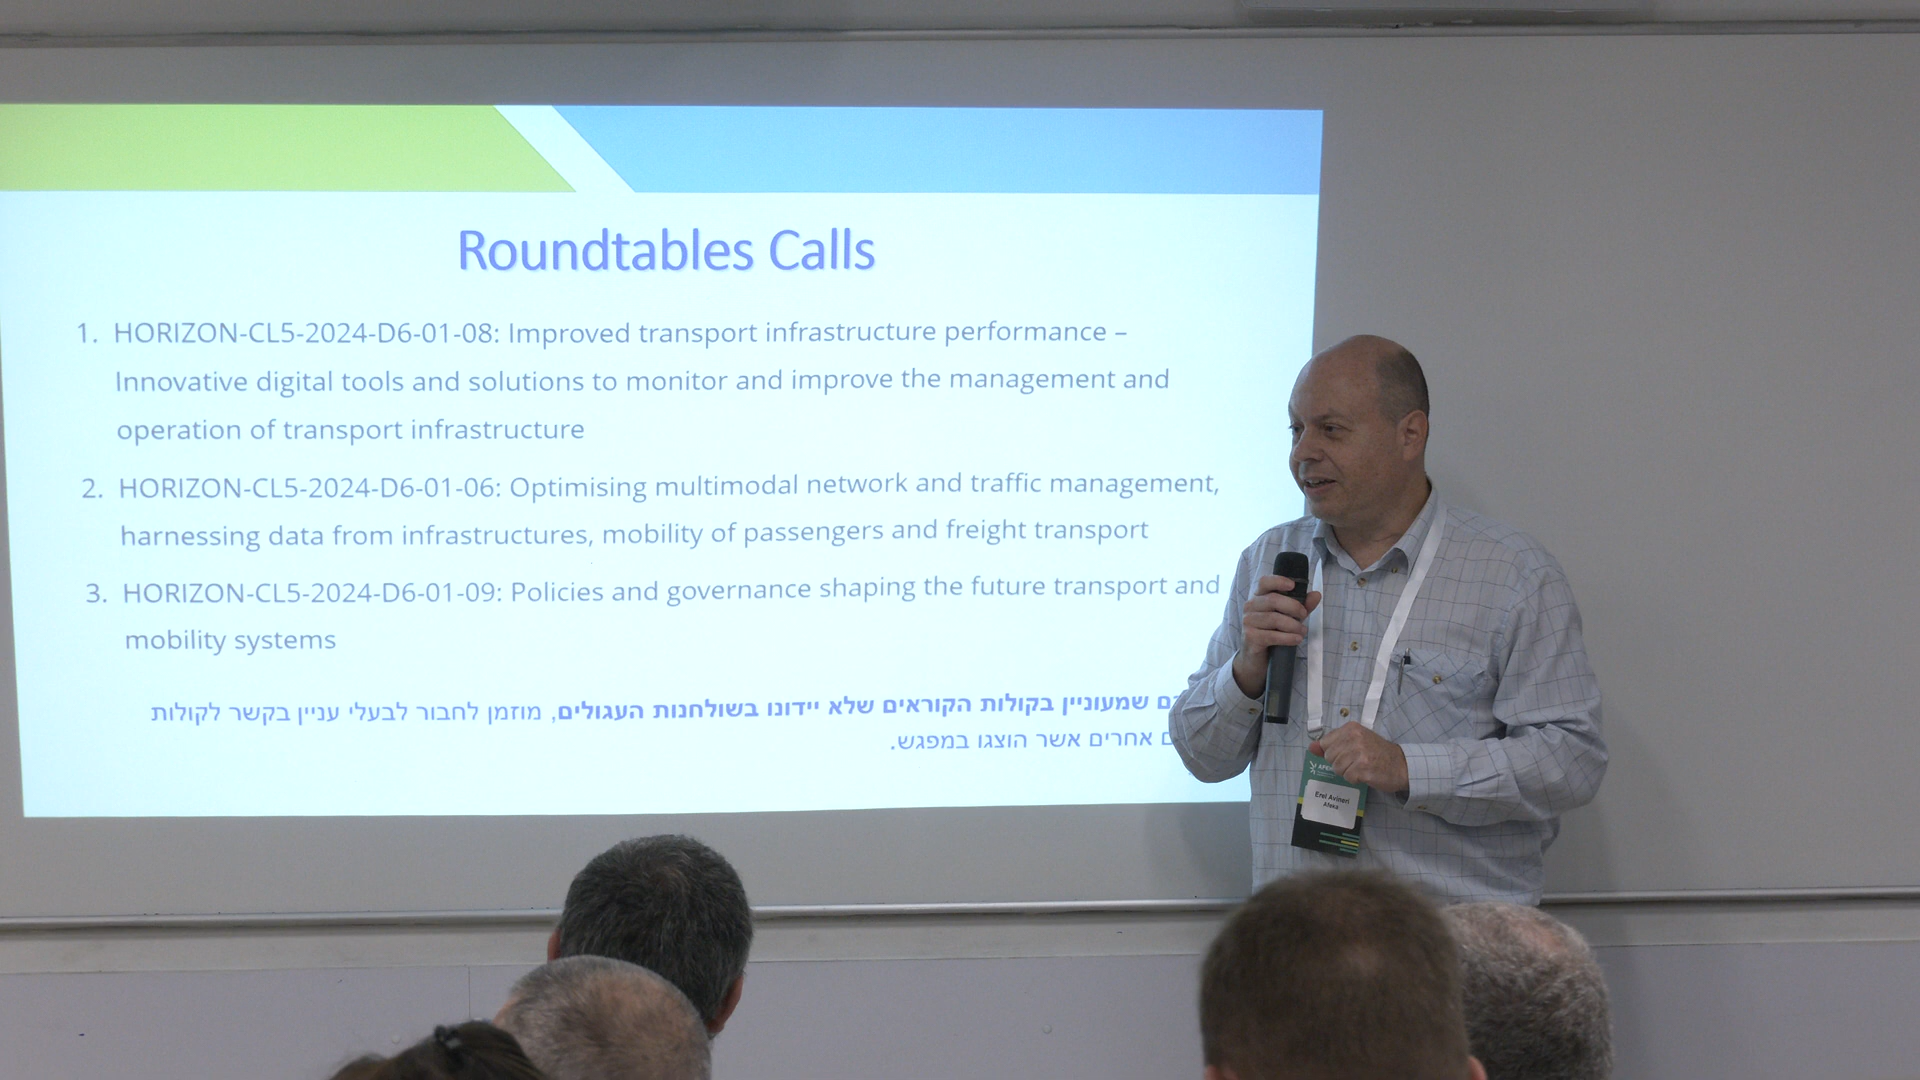 Roundtables Calls
1. HORIZON-CL5-2024-D6-01-08: Improved transport infrastructure performance –
Innovative digital tools and solutions to monitor and improve the management and
operation of transport infrastructure
2. HORIZON-CL5-2024-D6-01-06: Optimising multimodal network and traffic management,
harnessing data from infrastructures, mobility of passengers and freight transport
3. HORIZON-CL5-2024-D6-01-09: Policies and governance shaping the future transport and
mobility systems
שמעוניין בקולות הקוראים שלא יידונו בשולחנות העגולים, מוזמן לחבור לבעלי עניין בקשר לקולות
אחרים אשר הוצגו במפגש.
Erel Avineri
Afeka